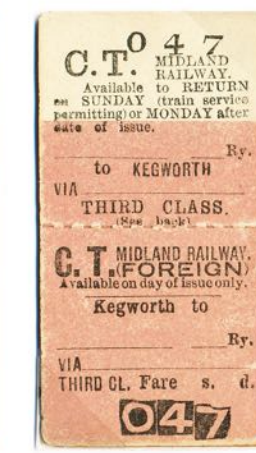 047
C.T. MIDLAND
RAILWAY.
Available to RETURN
on SUNDAY (train service
permitting) or MONDAY after
date of issue.
Ry.
to KEGWORTH
VIA
THIRD CLASS.
(See back)
C.T. MIDLAND RAILWAY.
(FOREIGN)
Available on day of issue only.
Kegworth to
Ry.
VIA
THIRD CL. Fare s. d.
047